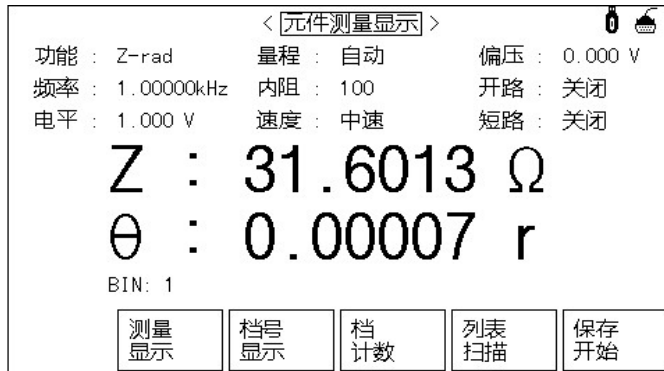 < 元件测量显示 >
功能 : Z-rad 量程 : 自动 偏压 : 0.000 V
频率 : 1.00000kHz 内阻 : 100 开路 : 关闭
电平 : 1.000 V 速度 : 中速 短路 : 关闭
Z : 31.6013 Ω
θ : 0.00007 r
BIN: 1
测量显示 档号显示 档计数 列表扫描 保存开始